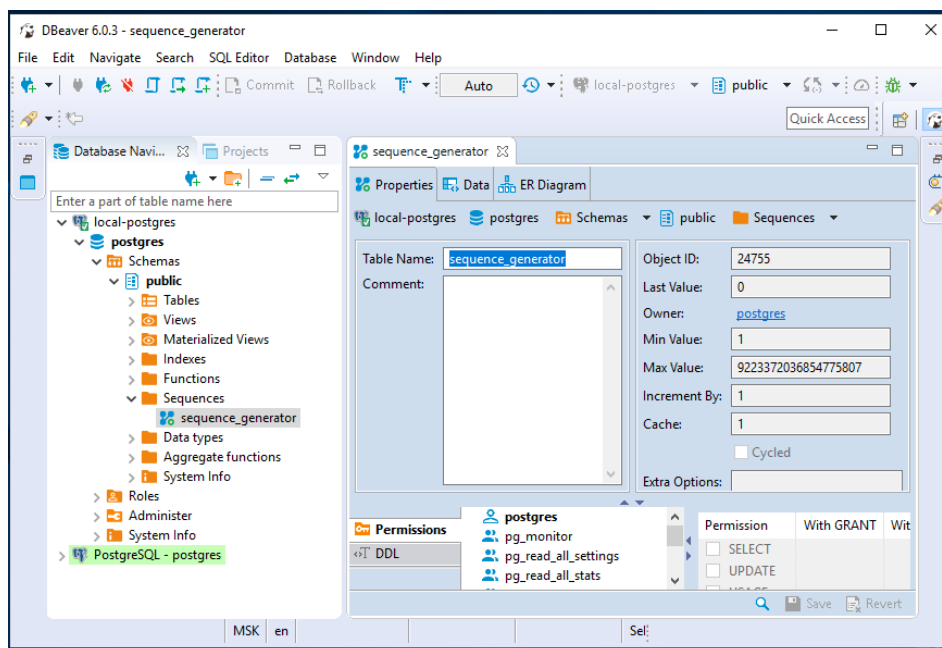 DBeaver 6.0.3 - sequence_generator
File Edit Navigate Search SQL Editor Database Window Help
Commit Rollback Auto local-postgres public
Quick Access
Database Navi... Projects
Enter a part of table name here
local-postgres
postgres
Schemas
public
Tables
Views
Materialized Views
Indexes
Functions
Sequences
sequence_generator
Data types
Aggregate functions
System Info
Roles
Administer
System Info
PostgreSQL - postgres
sequence_generator
Properties Data ER Diagram
local-postgres postgres Schemas public Sequences
Table Name: sequence_generator
Comment:
Object ID: 24755
Last Value: 0
Owner: postgres
Min Value: 1
Max Value: 9223372036854775807
Increment By: 1
Cache: 1
Cycled
Extra Options:
Permissions
DDL
postgres
pg_monitor
pg_read_all_settings
pg_read_all_stats
Permission With GRANT Wit
SELECT
UPDATE
Save Revert
MSK en Sel